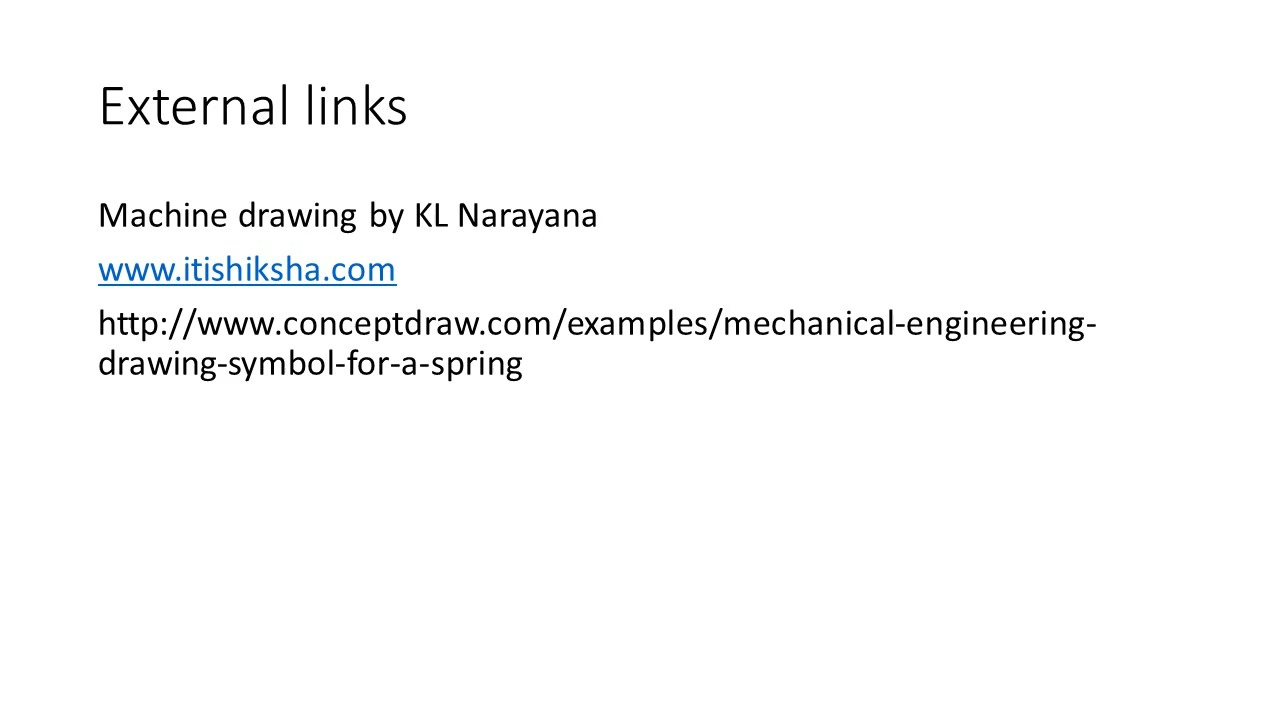 External links
Machine drawing by KL Narayana
www.itishiksha.com
http://www.conceptdraw.com/examples/mechanical-engineering-
drawing-symbol-for-a-spring